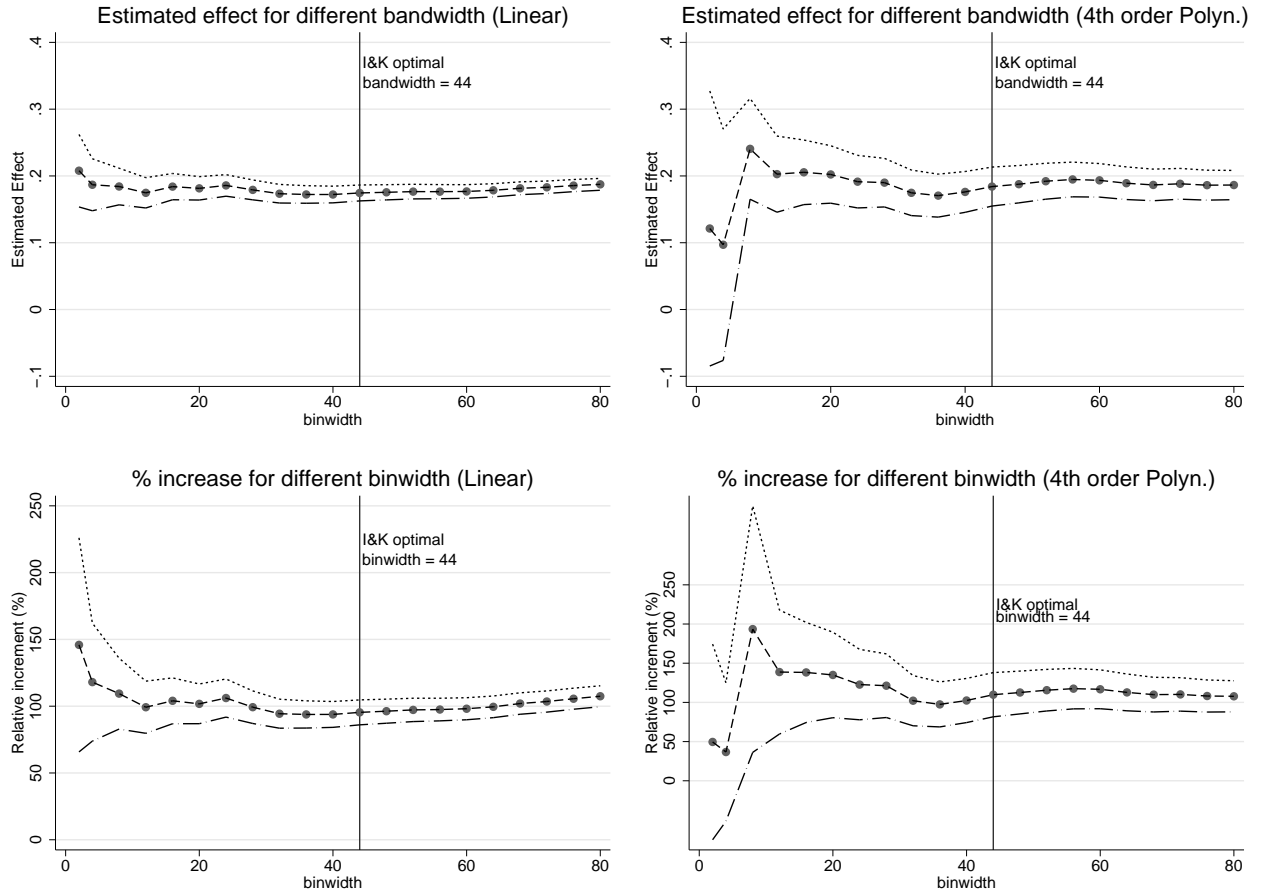 Estimated effect for different bandwidth (Linear)
Estimated Effect
.4
.3
.2
.1
0
-.1
I&K optimal
bandwidth = 44
0 20 40 60 80
binwidth
Estimated effect for different bandwidth (4th order Polyn.)
Estimated Effect
.4
.3
.2
.1
0
-.1
I&K optimal
bandwidth = 44
0 20 40 60 80
binwidth
% increase for different binwidth (Linear)
Relative increment (%)
250
200
150
100
50
0
I&K optimal
binwidth = 44
0 20 40 60 80
binwidth
% increase for different binwidth (4th order Polyn.)
Relative increment (%)
250
200
150
100
50
0
I&K optimal
binwidth = 44
0 20 40 60 80
binwidth